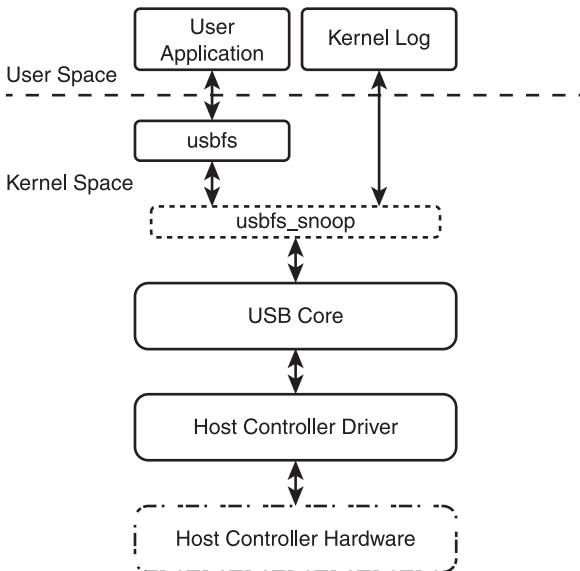 User
Application
Kernel Log
User Space
usbfs
Kernel Space
usbfs_snoop
USB Core
Host Controller Driver
Host Controller Hardware